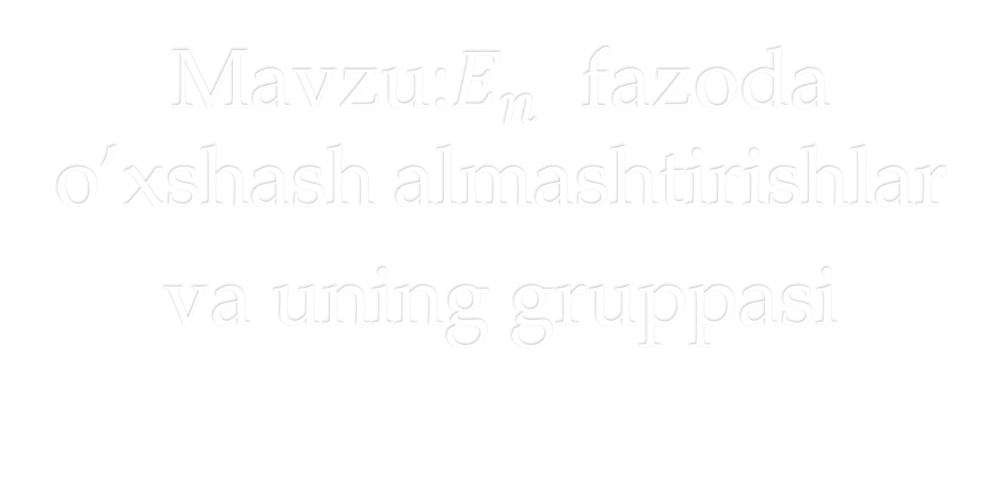 Mavzu:Eₙ fazoda
o′xshash almashtirishlar
va uning gruppasi